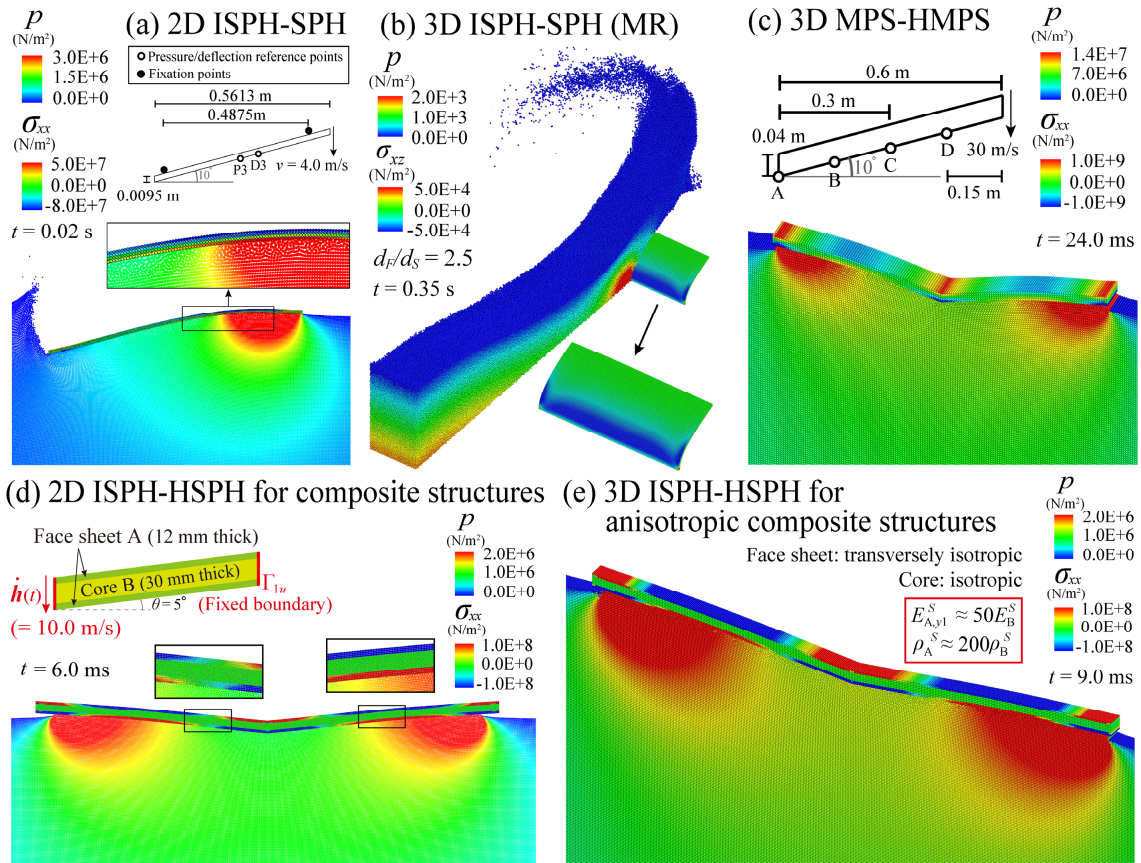 (a) 2D ISPH-SPH
p
(N/m²)
3.0E+6
1.5E+6
0.0E+0
Pressure/deflection reference points
Fixation points
0.5613 m
0.4875m
P3
D3
v = 4.0 m/s
10°
0.0095 m
σxx
(N/m²)
5.0E+7
0.0E+0
-8.0E+7
t = 0.02 s
(b) 3D ISPH-SPH (MR)
p
(N/m²)
2.0E+3
1.0E+3
0.0E+0
σxz
(N/m²)
5.0E+4
0.0E+0
-5.0E+4
dF/dS = 2.5
t = 0.35 s
(c) 3D MPS-HMPS
p
(N/m²)
1.4E+7
7.0E+6
0.0E+0
0.6 m
0.3 m
0.04 m
A
B
C
D
10°
30 m/s
0.15 m
σxx
(N/m²)
1.0E+9
0.0E+0
-1.0E+9
t = 24.0 ms
(d) 2D ISPH-HSPH for composite structures
Face sheet A (12 mm thick)
Core B (30 mm thick)
ḣ(t)
(= 10.0 m/s)
θ = 5°
Γ1u
(Fixed boundary)
p
(N/m²)
2.0E+6
1.0E+6
0.0E+0
σxx
(N/m²)
1.0E+8
0.0E+0
-1.0E+8
t = 6.0 ms
(e) 3D ISPH-HSPH for
anisotropic composite structures
Face sheet: transversely isotropic
Core: isotropic
E^S_A,y1 ≈ 50E^S_B
ρ^S_A ≈ 200ρ^S_B
p
(N/m²)
2.0E+6
1.0E+6
0.0E+0
σxx
(N/m²)
1.0E+8
0.0E+0
-1.0E+8
t = 9.0 ms